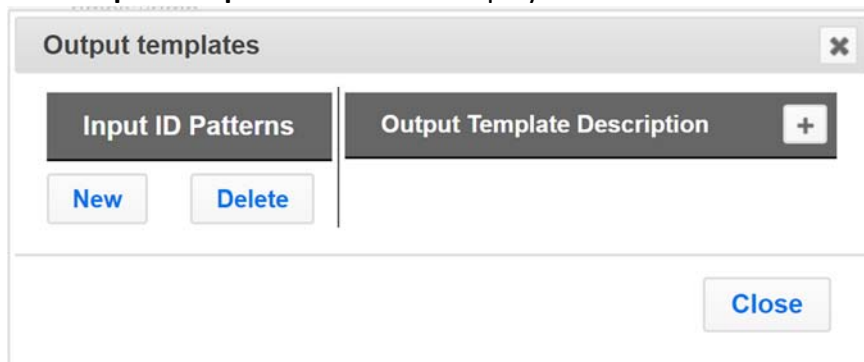 Output templates
Input ID Patterns
Output Template Description +
New Delete
Close